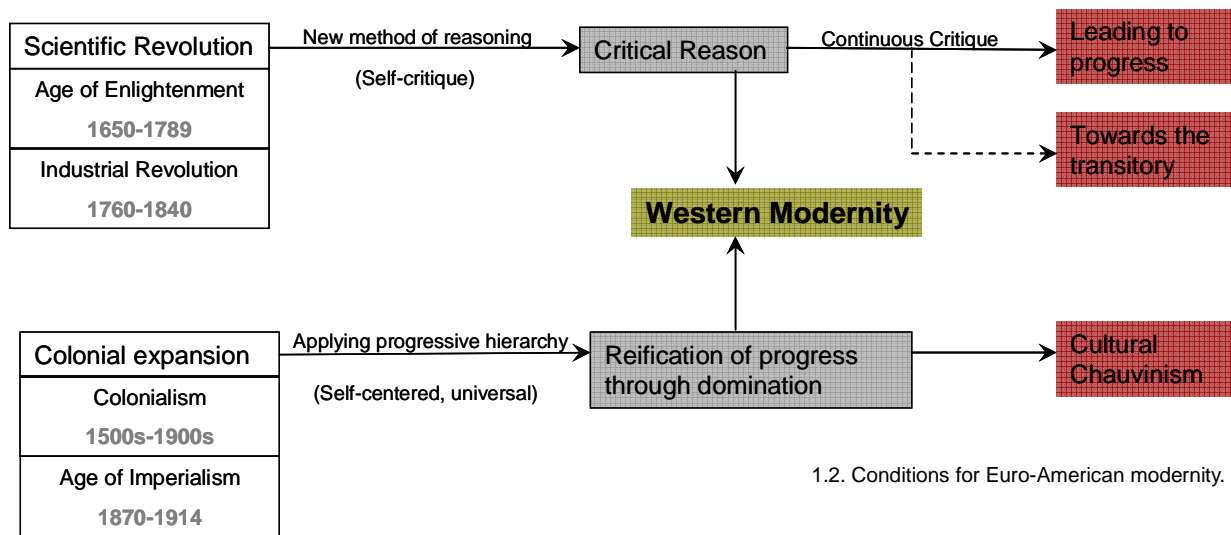 Scientific Revolution
Age of Enlightenment
1650-1789
Industrial Revolution
1760-1840
New method of reasoning
(Self-critique)
Critical Reason
Continuous Critique
Leading to
progress
Towards the
transitory
Western Modernity
Colonial expansion
Colonialism
1500s-1900s
Age of Imperialism
1870-1914
Applying progressive hierarchy
(Self-centered, universal)
Reification of progress
through domination
Cultural
Chauvinism
1.2. Conditions for Euro-American modernity.